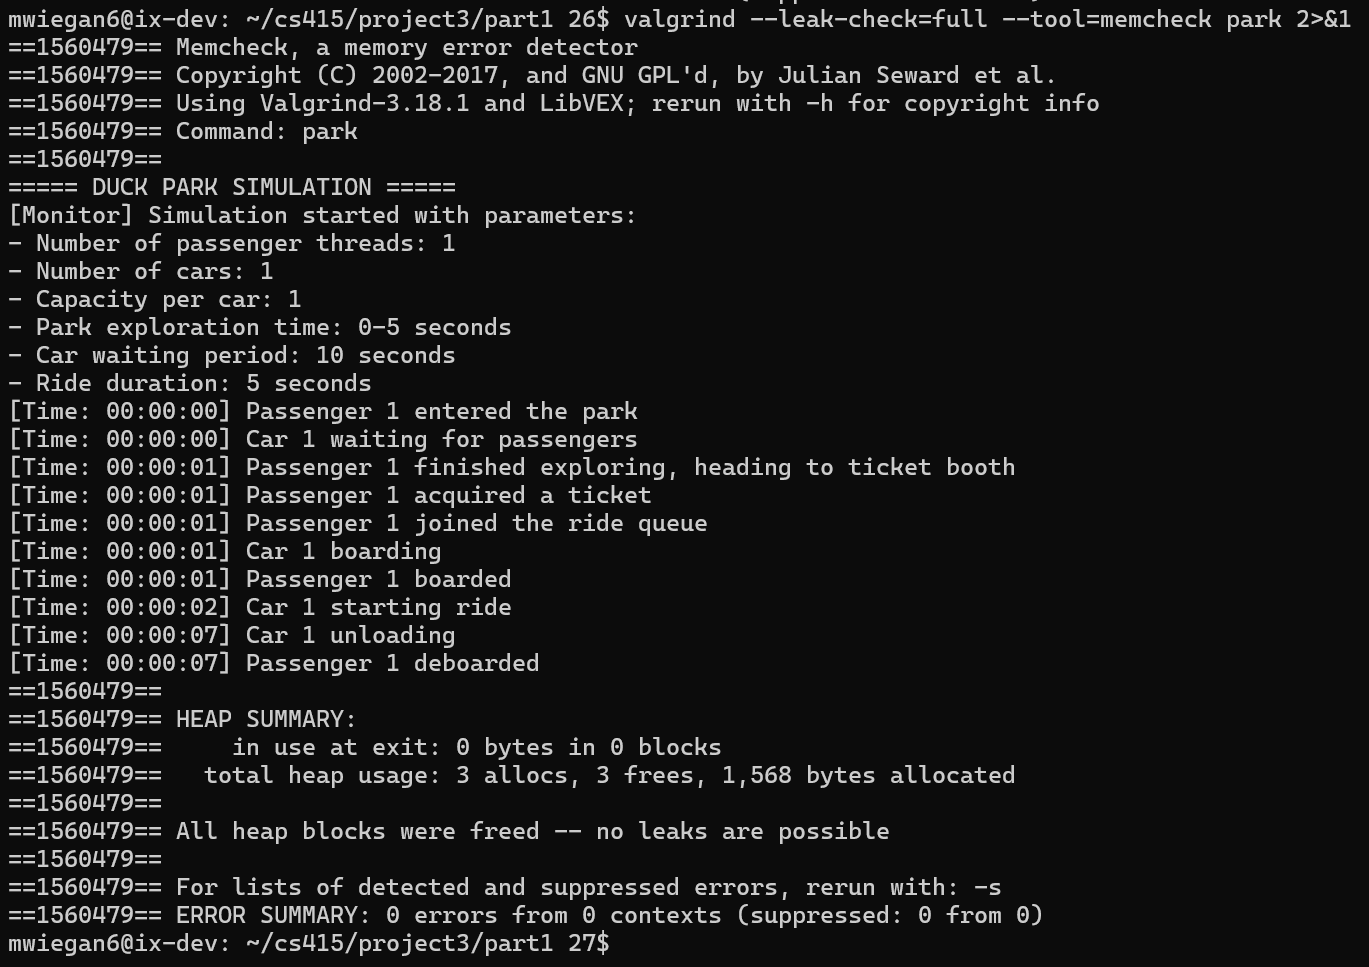 mwiegan6@ix-dev: ~/cs415/project3/part1 26$ valgrind --leak-check=full --tool=memcheck park 2>&1
==1560479== Memcheck, a memory error detector
==1560479== Copyright (C) 2002-2017, and GNU GPL'd, by Julian Seward et al.
==1560479== Using Valgrind-3.18.1 and LibVEX; rerun with -h for copyright info
==1560479== Command: park
==1560479==
===== DUCK PARK SIMULATION =====
[Monitor] Simulation started with parameters:
- Number of passenger threads: 1
- Number of cars: 1
- Capacity per car: 1
- Park exploration time: 0-5 seconds
- Car waiting period: 10 seconds
- Ride duration: 5 seconds
[Time: 00:00:00] Passenger 1 entered the park
[Time: 00:00:00] Car 1 waiting for passengers
[Time: 00:00:01] Passenger 1 finished exploring, heading to ticket booth
[Time: 00:00:01] Passenger 1 acquired a ticket
[Time: 00:00:01] Passenger 1 joined the ride queue
[Time: 00:00:01] Car 1 boarding
[Time: 00:00:01] Passenger 1 boarded
[Time: 00:00:02] Car 1 starting ride
[Time: 00:00:07] Car 1 unloading
[Time: 00:00:07] Passenger 1 deboarded
==1560479==
==1560479== HEAP SUMMARY:
==1560479==     in use at exit: 0 bytes in 0 blocks
==1560479==   total heap usage: 3 allocs, 3 frees, 1,568 bytes allocated
==1560479==
==1560479== All heap blocks were freed -- no leaks are possible
==1560479==
==1560479== For lists of detected and suppressed errors, rerun with: -s
==1560479== ERROR SUMMARY: 0 errors from 0 contexts (suppressed: 0 from 0)
mwiegan6@ix-dev: ~/cs415/project3/part1 27$